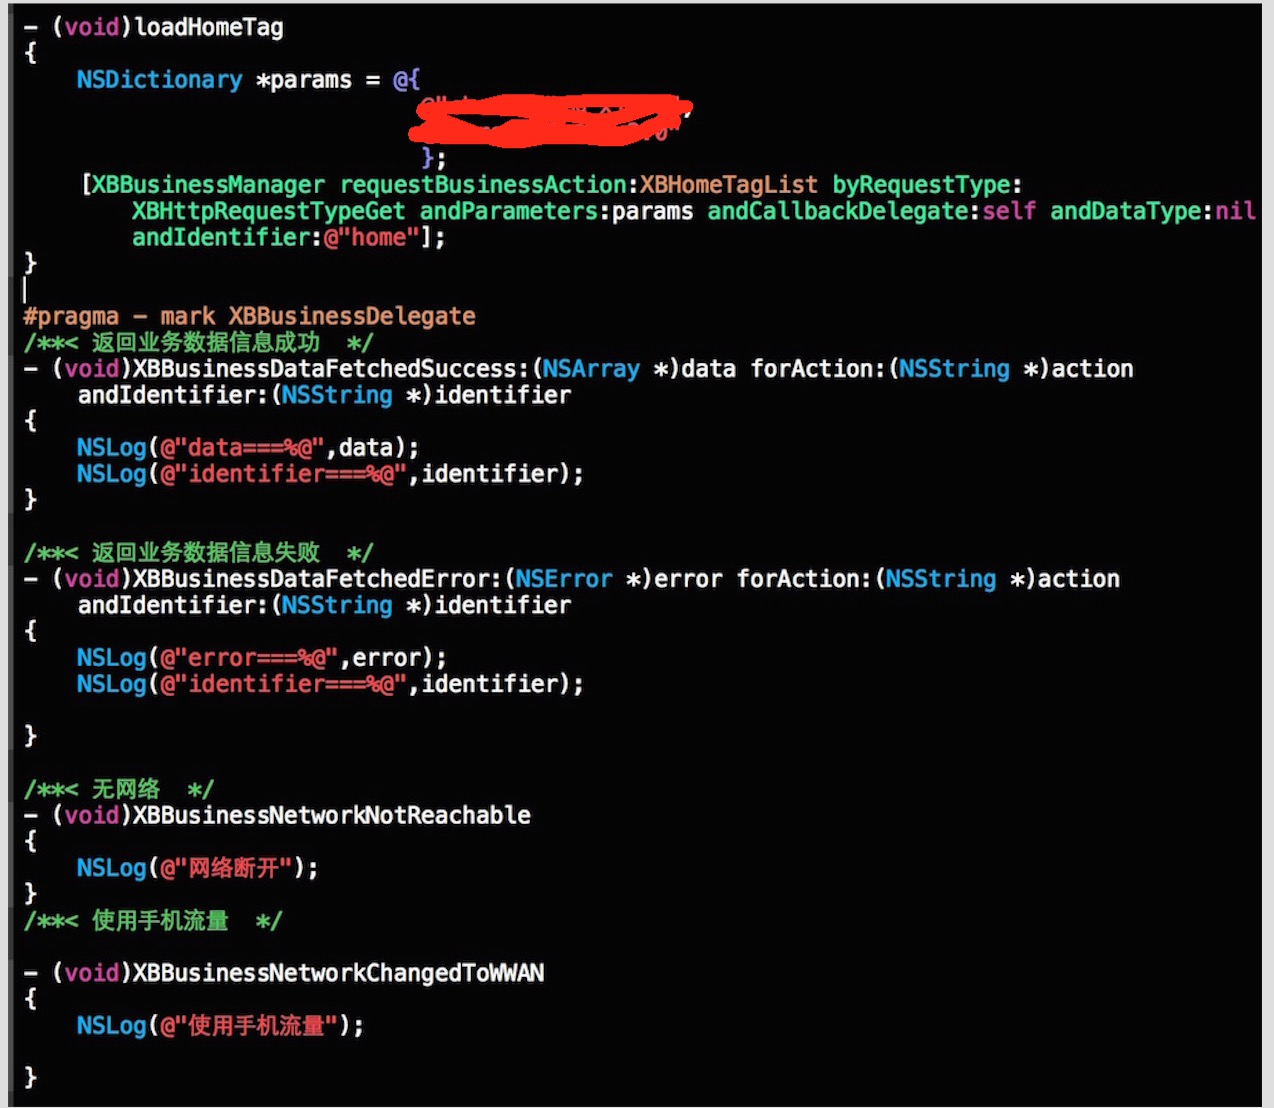 - (void)loadHomeTag
{
NSDictionary *params = @{
};
[XBBusinessManager requestBusinessAction:XBHomeTagList byRequestType:
XBHttpRequestTypeGet andParameters:params andCallbackDelegate:self andDataType:nil
andIdentifier:@"home"];
}
#pragma - mark XBBusinessDelegate
/**< 返回业务数据信息成功 */
- (void)XBBusinessDataFetchedSuccess:(NSArray *)data forAction:(NSString *)action
andIdentifier:(NSString *)identifier
{
NSLog(@"data===%@",data);
NSLog(@"identifier===%@",identifier);
}
/**< 返回业务数据信息失败 */
- (void)XBBusinessDataFetchedError:(NSError *)error forAction:(NSString *)action
andIdentifier:(NSString *)identifier
{
NSLog(@"error===%@",error);
NSLog(@"identifier===%@",identifier);
}
/**< 无网络 */
- (void)XBBusinessNetworkNotReachable
{
NSLog(@"网络断开");
}
/**< 使用手机流量 */
- (void)XBBusinessNetworkChangedToWWAN
{
NSLog(@"使用手机流量");
}